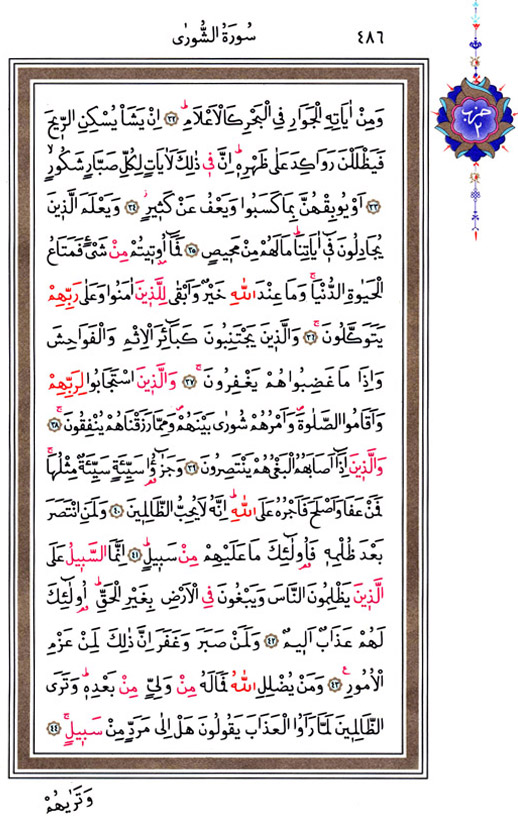 ٤٨٦
سُورَةُ الشُّورٰى
حزب
٢
وَمِنْ اٰيَاتِهِ الْجَوَارِ فِي الْبَحْرِ كَالْاَعْلَامِۜ ﴿٣٢﴾ اِنْ يَشَأْ يُسْكِنِ الرّ۪يحَ
فَيَظْلَلْنَ رَوَاكِدَ عَلٰى ظَهْرِه۪ۜ اِنَّ ف۪ي ذٰلِكَ لَاٰيَاتٍ لِكُلِّ صَبَّارٍ شَكُورٍۙ
﴿٣٣﴾ اَوْ يُوبِقْهُنَّ بِمَا كَسَبُوا وَيَعْفُ عَنْ كَث۪يرٍۘ ﴿٣٤﴾ وَيَعْلَمَ الَّذ۪ينَ
يُجَادِلُونَ ف۪ٓي اٰيَاتِنَاۜ مَا لَهُمْ مِنْ مَح۪يصٍ ﴿٣٥﴾ فَمَٓا اُو۫ت۪يتُمْ مِنْ شَيْءٍ فَمَتَاعُ
الْحَيٰوةِ الدُّنْيَاۚ وَمَا عِنْدَ اللّٰهِ خَيْرٌ وَاَبْقٰى لِلَّذ۪ينَ اٰمَنُوا وَعَلٰى رَبِّهِمْ
يَتَوَكَّلُونَۚ ﴿٣٦﴾ وَالَّذ۪ينَ يَجْتَنِبُونَ كَبَٓائِرَ الْاِثْمِ وَالْفَوَاحِشَ
وَاِذَا مَا غَضِبُوا هُمْ يَغْفِرُونَۚ ﴿٣٧﴾ وَالَّذ۪ينَ اسْتَجَابُوا لِرَبِّهِمْ
وَاَقَامُوا الصَّلٰوةَۖ وَاَمْرُهُمْ شُورٰى بَيْنَهُمْۖ وَمِمَّا رَزَقْنَاهُمْ يُنْفِقُونَۚ ﴿٣٨﴾
وَالَّذ۪ينَ اِذَٓا اَصَابَهُمُ الْبَغْيُ هُمْ يَنْتَصِرُونَ ﴿٣٩﴾ وَجَزٰٓؤُ۬ا سَيِّئَةٍ سَيِّئَةٌ مِثْلُهَاۚ
فَمَنْ عَفَا وَاَصْلَحَ فَاَجْرُهُ عَلَى اللّٰهِۜ اِنَّهُ لَا يُحِبُّ الظَّالِم۪ينَ ﴿٤٠﴾ وَلَمَنِ انْتَصَرَ
بَعْدَ ظُلْمِه۪ فَاُو۬لٰٓئِكَ مَا عَلَيْهِمْ مِنْ سَب۪يلٍۜ ﴿٤١﴾ اِنَّمَا السَّب۪يلُ عَلَى
الَّذ۪ينَ يَظْلِمُونَ النَّاسَ وَيَبْغُونَ فِي الْاَرْضِ بِغَيْرِ الْحَقِّۜ اُو۬لٰٓئِكَ
لَهُمْ عَذَابٌ اَل۪يمٌ ﴿٤٢﴾ وَلَمَنْ صَبَرَ وَغَفَرَ اِنَّ ذٰلِكَ لَمِنْ عَزْمِ
الْاُمُورِ۟ ﴿٤٣﴾ وَمَنْ يُضْلِلِ اللّٰهُ فَمَا لَهُ مِنْ وَلِيٍّ مِنْ بَعْدِه۪ۜ وَتَرَى
الظَّالِم۪ينَ لَمَّا رَاَوُا الْعَذَابَ يَقُولُونَ هَلْ اِلٰى مَرَدٍّ مِنْ سَب۪يلٍۚ ﴿٤٤﴾
وَتَرٰيهُمْ